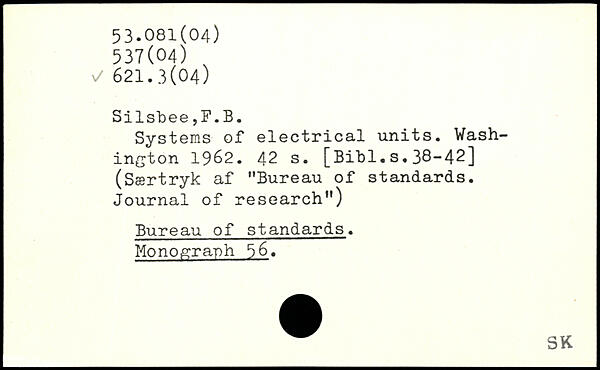 53.081(04)
537(04)
✓ 621.3(04)
Silsbee,F.B.
Systems of electrical units. Wash-
ington 1962. 42 s. [Bibl.s.38-42]
(Særtryk af "Bureau of standards.
Journal of research")
Bureau of standards.
Monograph 56.
SK